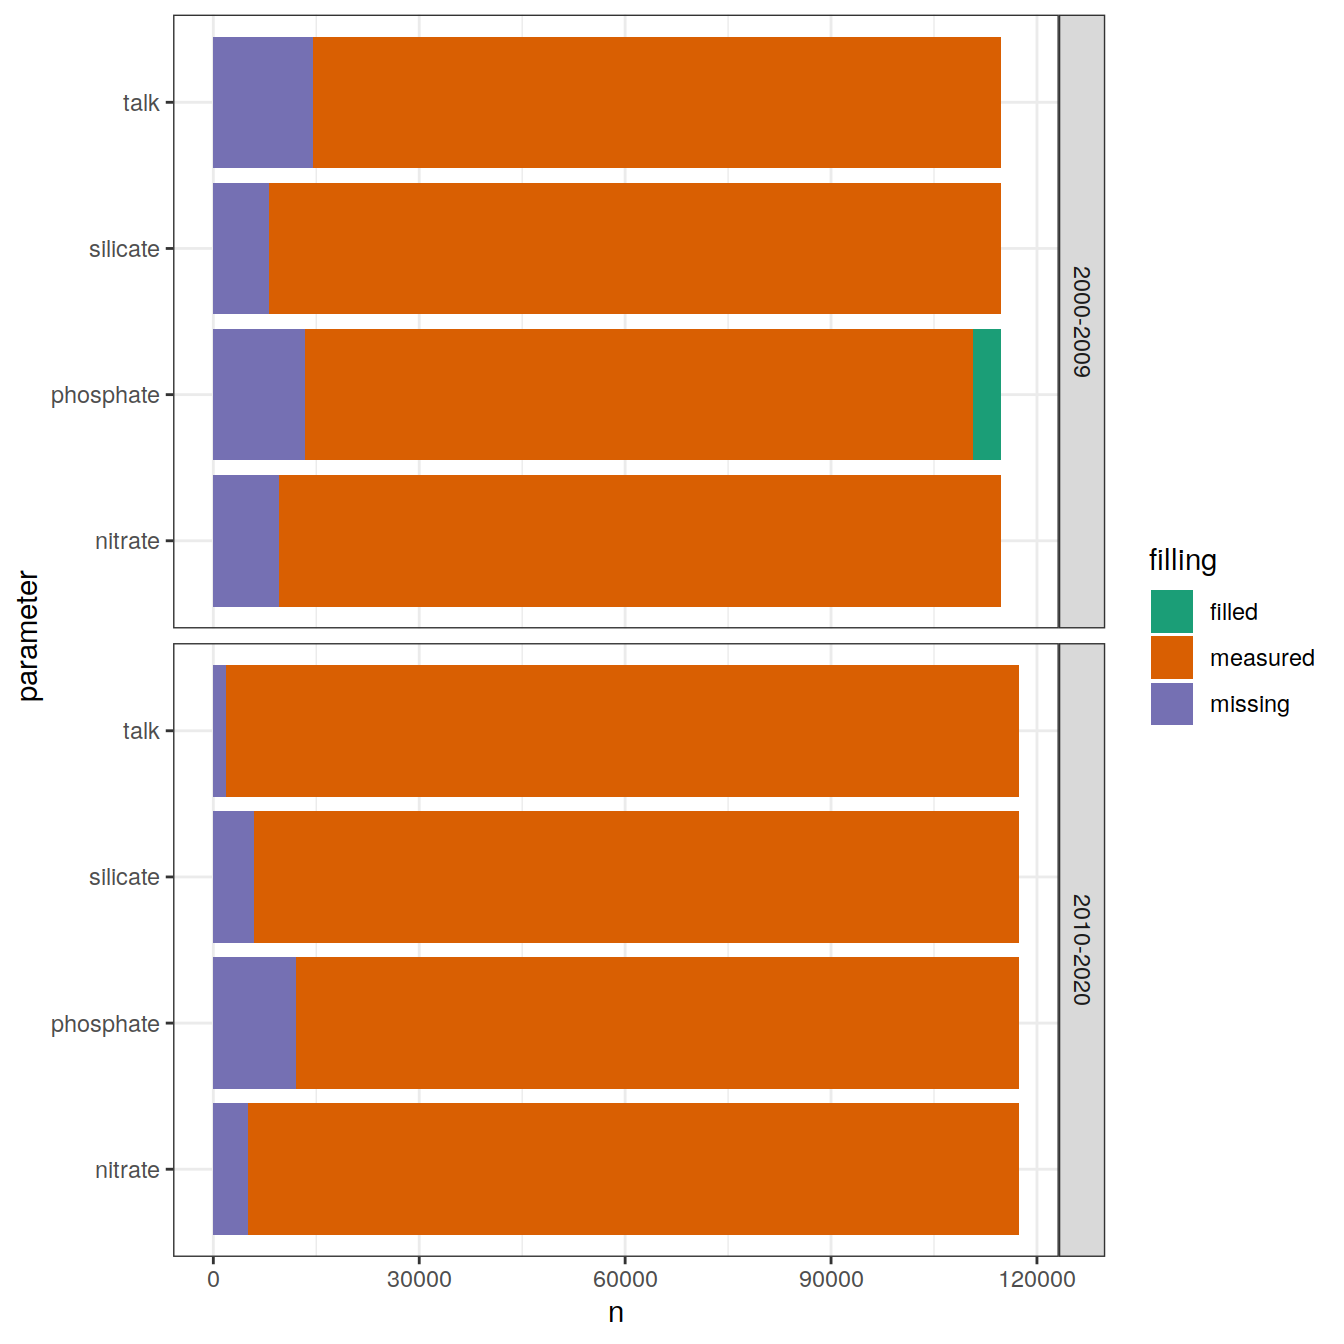 talk
silicate
phosphate
nitrate
2000-2009
talk
silicate
phosphate
nitrate
2010-2020
parameter
0 30000 60000 90000 120000
n
filling
filled
measured
missing